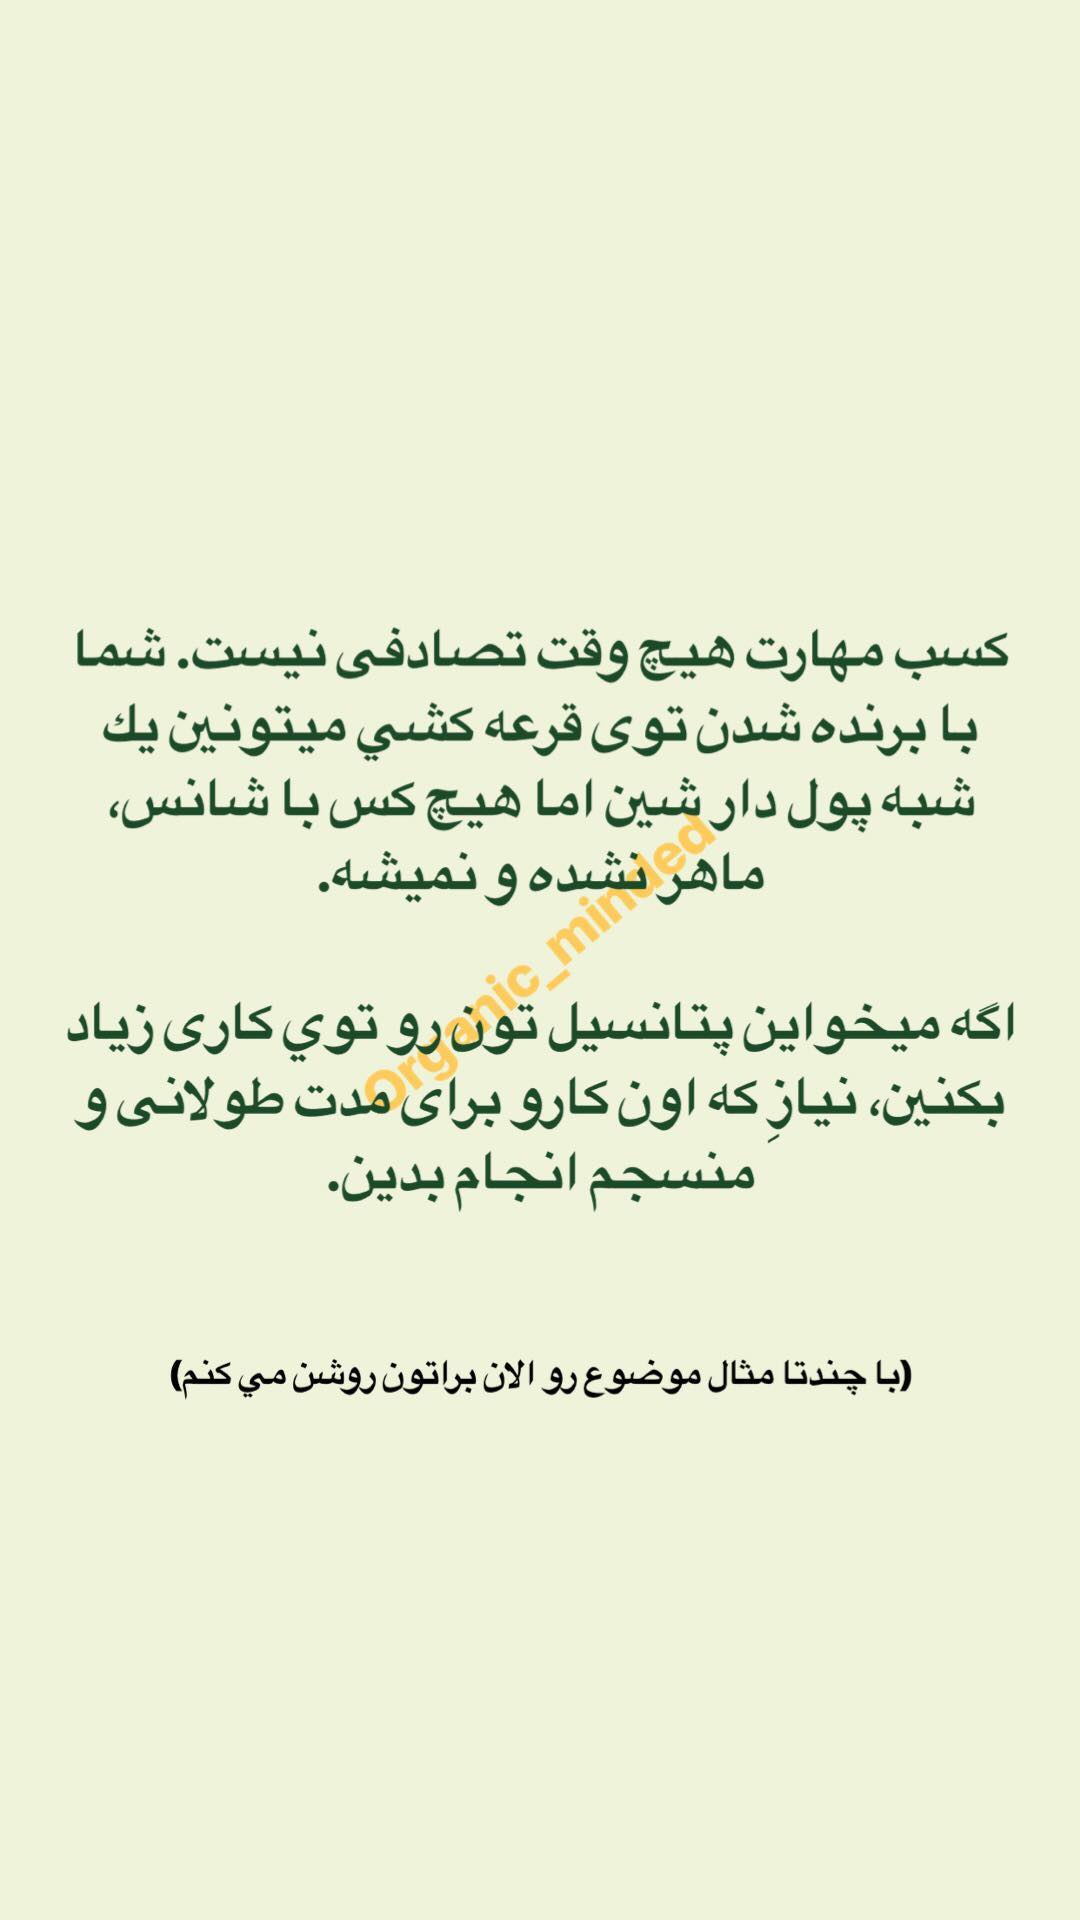 کسب مهارت هیچ وقت تصادفی نیست. شما
با برنده شدن توی قرعه کشي میتونین یك
شبه پول دار شین اما هیچ کس با شانس،
ماهر نشده و نمیشه.
اگه میخواین پتانسیل تون رو توي کاری زیاد
بکنین، نیازِ که اون کارو برای مدت طولانی و
منسجم انجام بدین.
(با چندتا مثال موضوع رو الان براتون روشن مي کنم)
Organic_minded